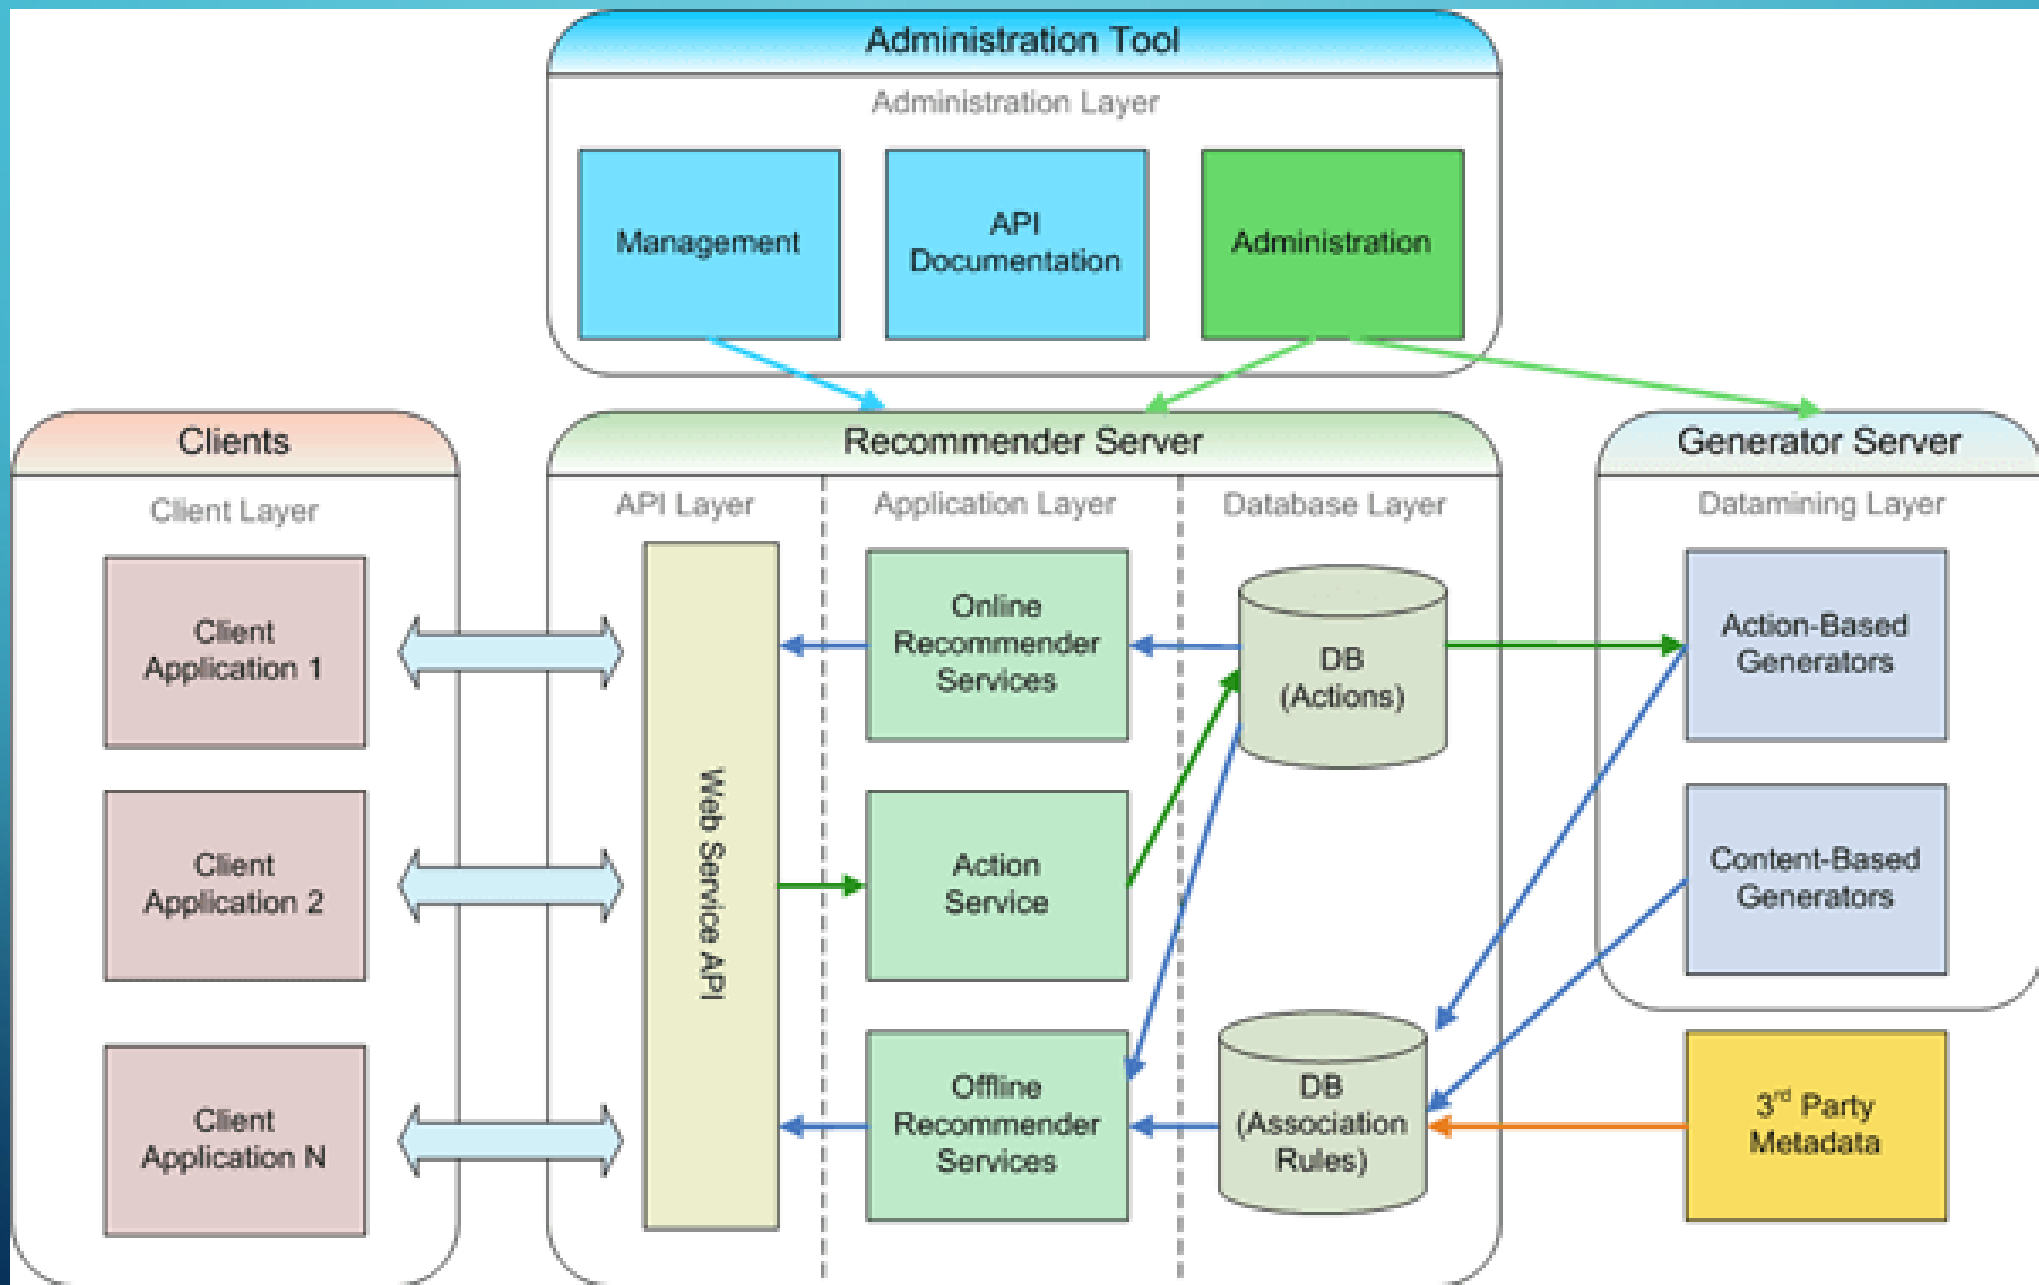 Administration Tool
Administration Layer
Management
API
Documentation
Administration
Clients
Client Layer
Client
Application 1
Client
Application 2
Client
Application N
Recommender Server
API Layer
Application Layer
Database Layer
Web Service API
Online
Recommender
Services
Action
Service
Offline
Recommender
Services
DB
(Actions)
DB
(Association
Rules)
Generator Server
Datamining Layer
Action-Based
Generators
Content-Based
Generators
3rd Party
Metadata